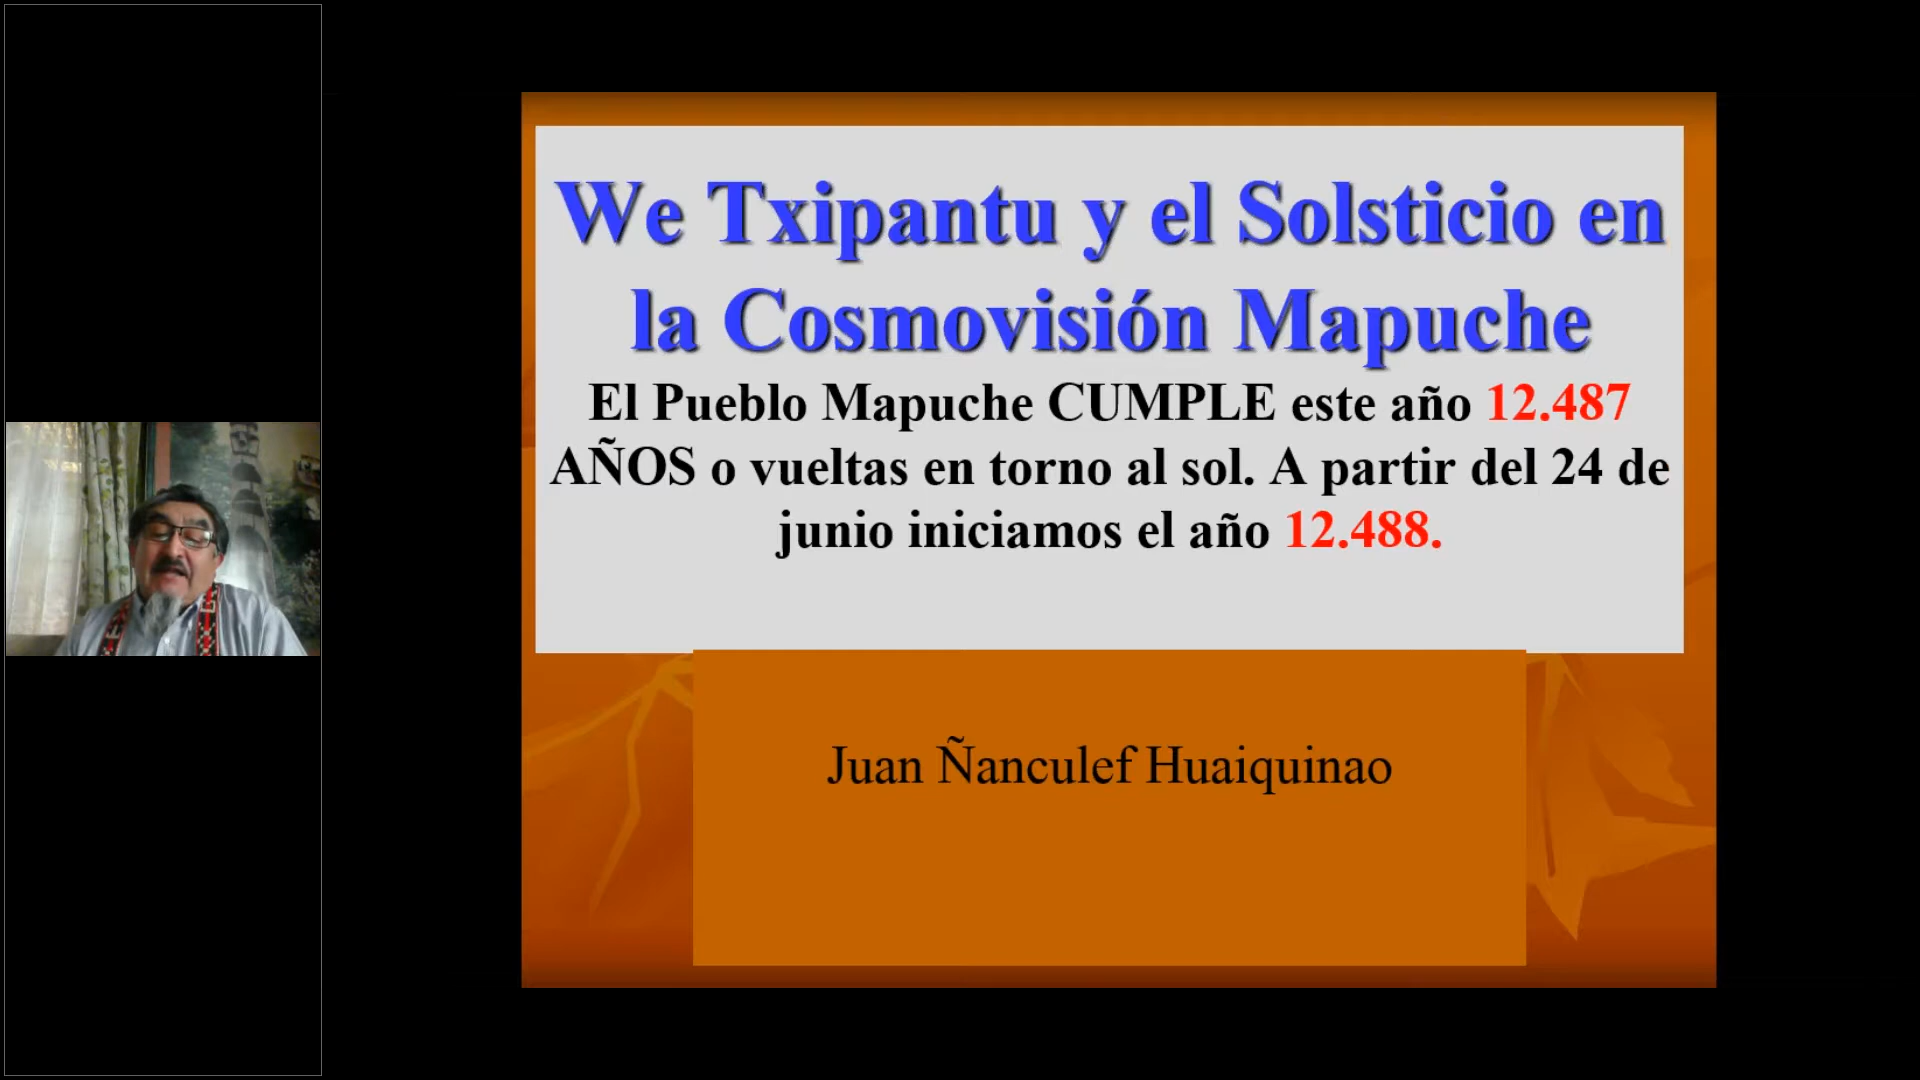 We Txipantu y el Solsticio en
la Cosmovisión Mapuche
El Pueblo Mapuche CUMPLE este año 12.487
AÑOS o vueltas en torno al sol. A partir del 24 de
junio iniciamos el año 12.488.
Juan Ñanculef Huaiquinao